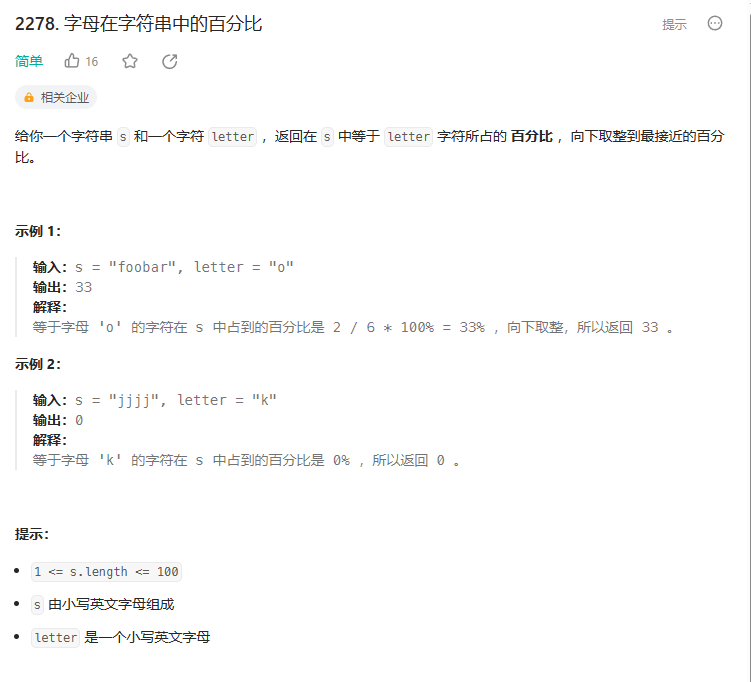 2278. 字母在字符串中的百分比
提示
简单 16
相关企业
给你一个字符串 s 和一个字符 letter ，返回在 s 中等于 letter 字符所占的 百分比 ，向下取整到最接近的百分
比。
示例 1：
输入：s = "foobar", letter = "o"
输出：33
解释：
等于字母 'o' 的字符在 s 中占到的百分比是 2 / 6 * 100% = 33% ，向下取整，所以返回 33 。
示例 2：
输入：s = "jjjj", letter = "k"
输出：0
解释：
等于字母 'k' 的字符在 s 中占到的百分比是 0% ，所以返回 0 。
提示：
1 <= s.length <= 100
s 由小写英文字母组成
letter 是一个小写英文字母